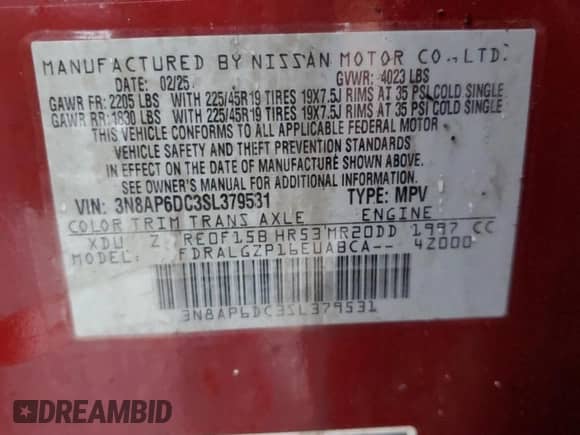 MANUFACTURED BY NISSAN MOTOR CO.,LTD.
DATE: 02/25 GVWR: 4023 LBS
GAWR FR: 2205 LBS WITH 225/45R19 TIRES 19X7.5J RIMS AT 35 PSI COLD SINGLE
GAWR RR: 1830 LBS WITH 225/45R19 TIRES 19X7.5J RIMS AT 35 PSI COLD SINGLE
THIS VEHICLE CONFORMS TO ALL APPLICABLE FEDERAL MOTOR
VEHICLE SAFETY AND THEFT PREVENTION STANDARDS
IN EFFECT ON THE DATE OF MANUFACTURE SHOWN ABOVE.
SEE OWNER'S MANUAL FOR ADDITIONAL INFORMATION.
VIN: 3N8AP6DC3SL379531 TYPE: MPV
COLOR TRIM TRANS AXLE ENGINE
XDU Z RE0F15B HR53 MR20DD 1997 CC
MODEL: FDRALGZP16EUABCA-- 4Z000
3N8AP6DC3SL379531
DREAMBID